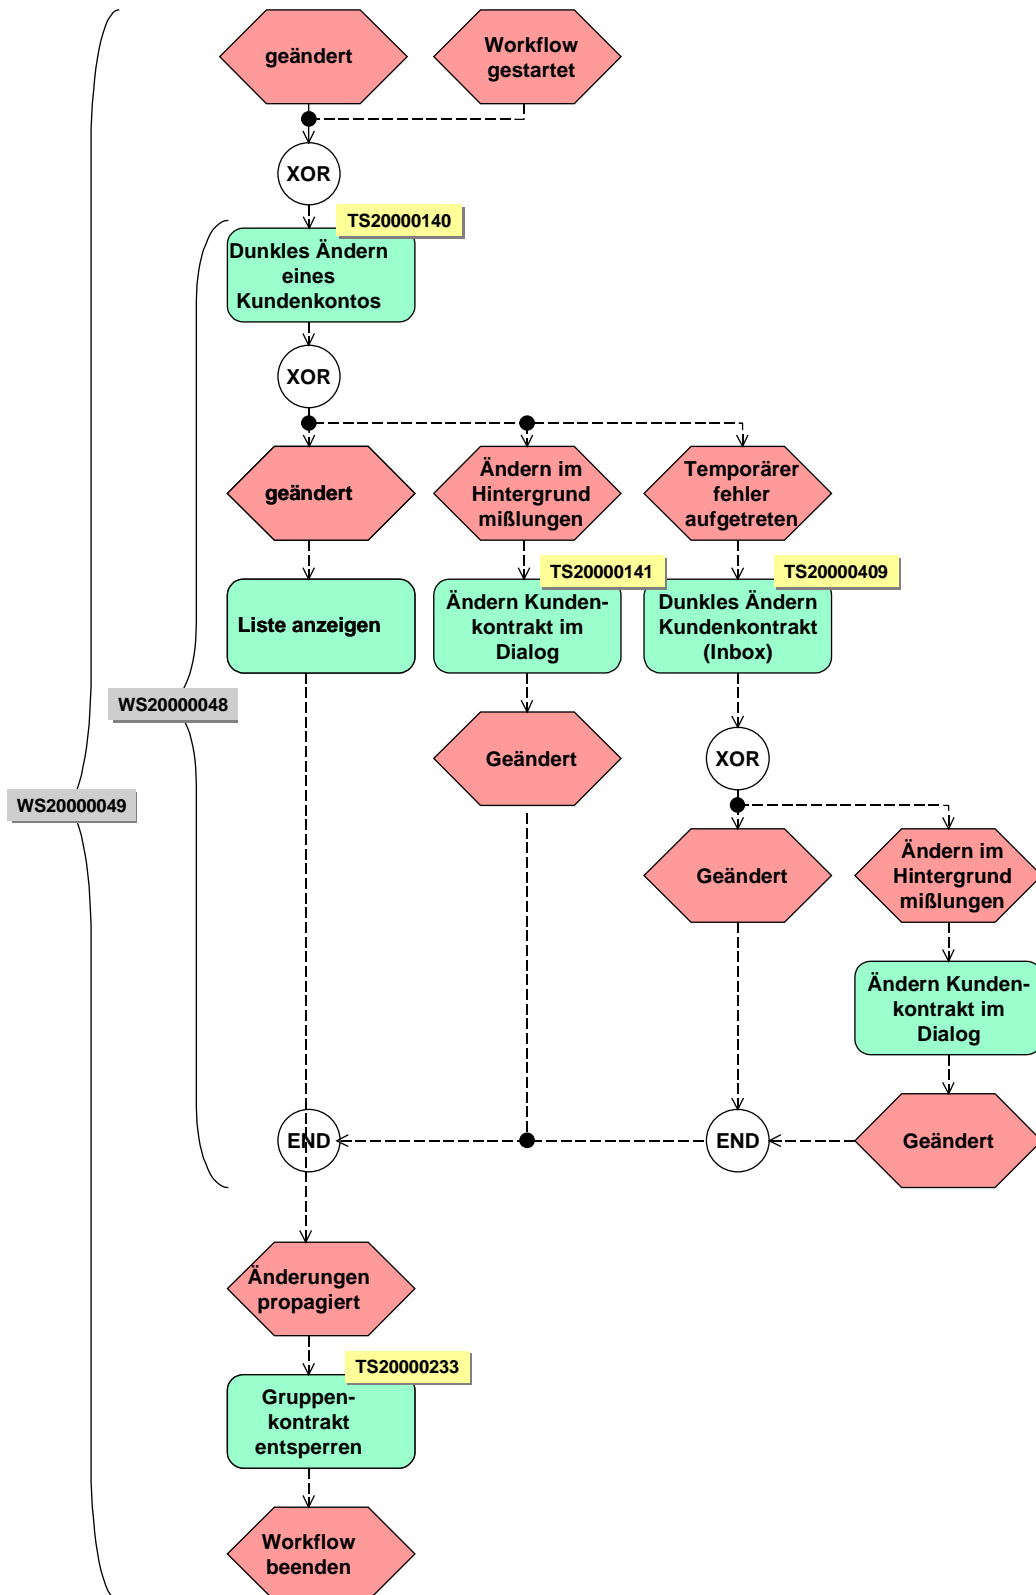 geändert
Workflow
gestartet
XOR
TS20000140
Dunkles Ändern
eines
Kundenkontos
XOR
geändert
Ändern im
Hintergrund
mißlungen
Temporärer
fehler
aufgetreten
TS20000141
TS20000409
Liste anzeigen
Ändern Kunden-
kontrakt im
Dialog
Dunkles Ändern
Kundenkontrakt
(Inbox)
WS20000048
Geändert
XOR
WS20000049
Geändert
Ändern im
Hintergrund
mißlungen
Ändern Kunden-
kontrakt im
Dialog
END
END
Geändert
Änderungen
propagiert
TS20000233
Gruppen-
kontrakt
entsperren
Workflow
beenden